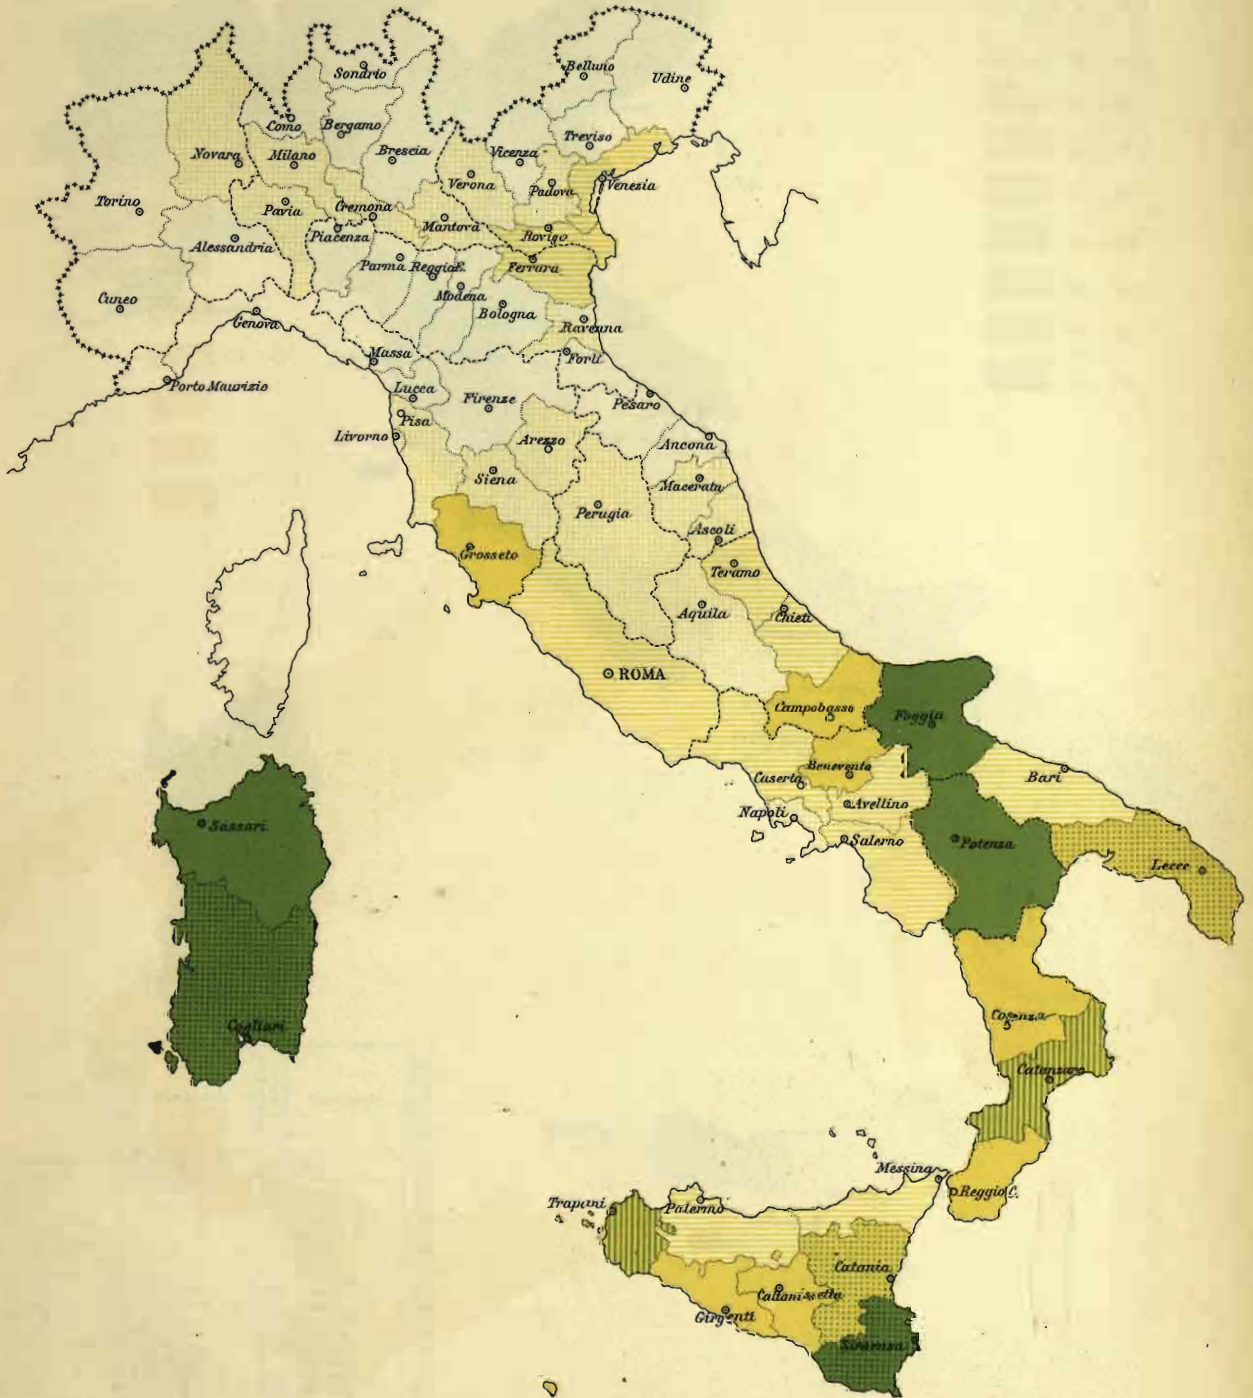 Sondrio
Belluno
Udine
Como
Bergamo
Treviso
Novara
Milano
Brescia
Vicenza
Verona
Padova
Venezia
Torino
Pavia
Cremona
Mantova
Rovigo
Piacenza
Alessandria
Parma
Reggio E.
Ferrara
Modena
Cuneo
Bologna
Genova
Ravenna
Massa
Forlì
Porto Maurizio
Lucca
Firenze
Pesaro
Pisa
Livorno
Arezzo
Ancona
Siena
Macerata
Perugia
Ascoli
Grosseto
Teramo
Aquila
Chieti
ROMA
Campobasso
Foggia
Benevento
Caserta
Bari
Avellino
Napoli
Salerno
Sassari
Potenza
Lecce
Cosenza
Cagliari
Catanzaro
Messina
Reggio C.
Trapani
Palermo
Catania
Caltanissetta
Girgenti
Siracusa